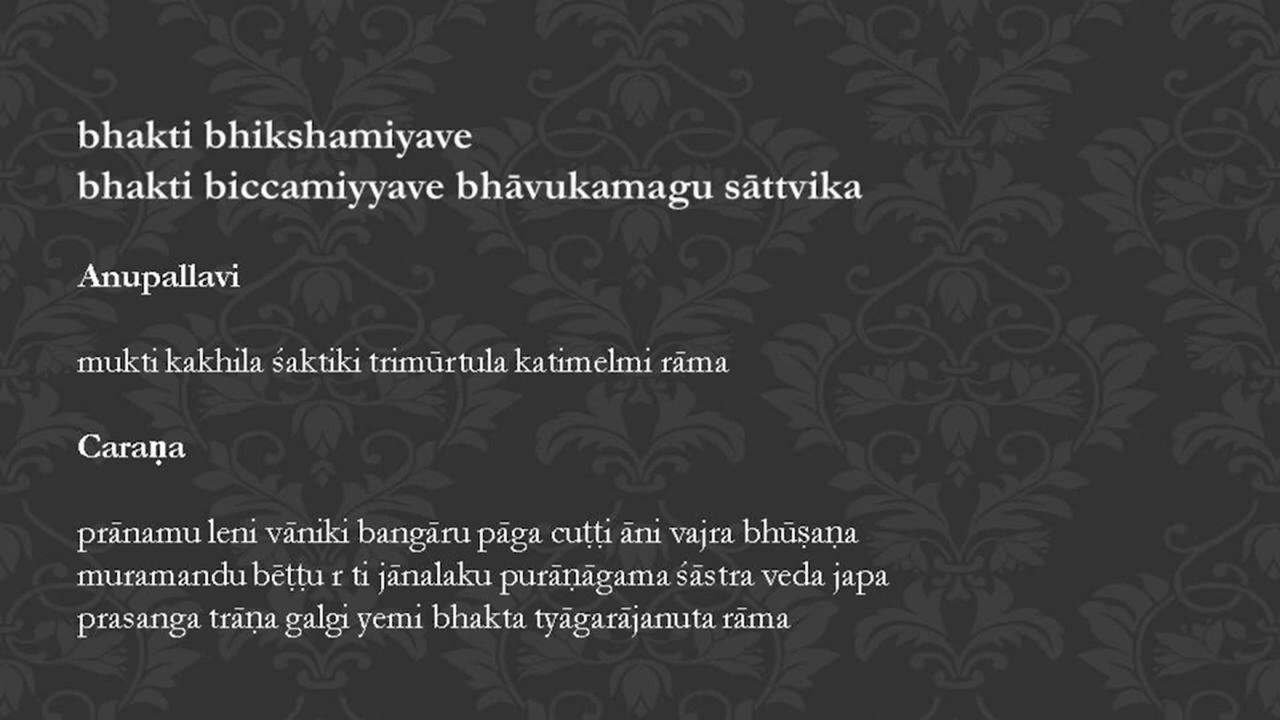 bhakti bhikshamiyave
bhakti biccamiyyave bhāvukamagu sāttvika
Anupallavi
mukti kakhila śaktiki trimūrtula katimelmi rāma
Caraṇa
prānamu leni vāniki bangāru pāga cuṭṭi āni vajra bhūṣaṇa
muramandu bēṭṭu r ti jānalaku purāṇāgama śāstra veda japa
prasanga trāṇa galgi yemi bhakta tyāgarājanuta rāma